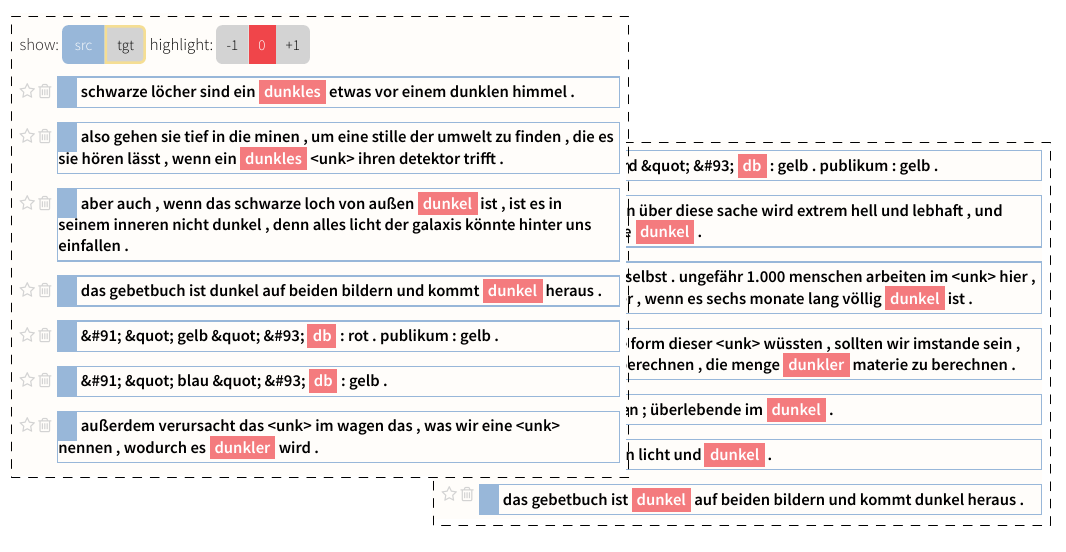 show: src tgt highlight: -1 0 +1
schwarze löcher sind ein dunkles etwas vor einem dunklen himmel .
also gehen sie tief in die minen , um eine stille der umwelt zu finden , die es
sie hören lässt , wenn ein dunkles <unk> ihren detektor trifft .
aber auch , wenn das schwarze loch von außen dunkel ist , ist es in
seinem inneren nicht dunkel , denn alles licht der galaxis könnte hinter uns
einfallen .
das gebetbuch ist dunkel auf beiden bildern und kommt dunkel heraus .
&#91; &quot; gelb &quot; &#93; db : rot . publikum : gelb .
&#91; &quot; blau &quot; &#93; db : gelb .
außerdem verursacht das <unk> im wagen das , was wir eine <unk>
nennen , wodurch es dunkler wird .
&quot; &#93; db : gelb . publikum : gelb .
über diese sache wird extrem hell und lebhaft , und
dunkel .
selbst . ungefähr 1.000 menschen arbeiten im <unk> hier ,
, wenn es sechs monate lang völlig dunkel ist .
form dieser <unk> wüssten , sollten wir imstande sein ,
erechnen , die menge dunkler materie zu berechnen .
; überlebende im dunkel .
licht und dunkel .
das gebetbuch ist dunkel auf beiden bildern und kommt dunkel heraus .